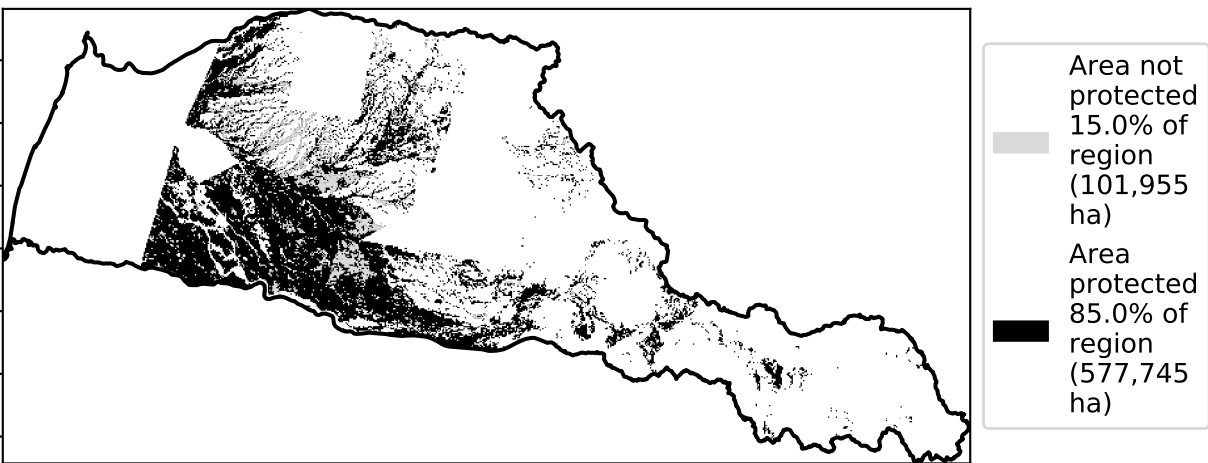 Area not
protected
15.0% of
region
(101,955
ha)
Area
protected
85.0% of
region
(577,745
ha)